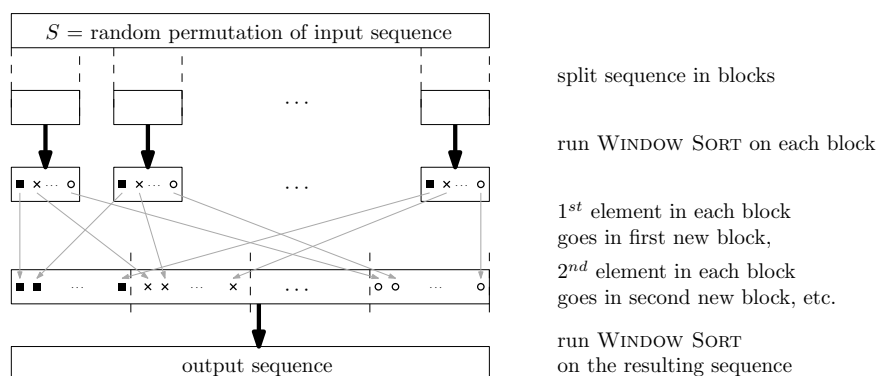 S = random permutation of input sequence
split sequence in blocks
...
run WINDOW SORT on each block
... ... ...
...
1st element in each block
goes in first new block,
2nd element in each block
goes in second new block, etc.
... ... ... ...
run WINDOW SORT
on the resulting sequence
output sequence